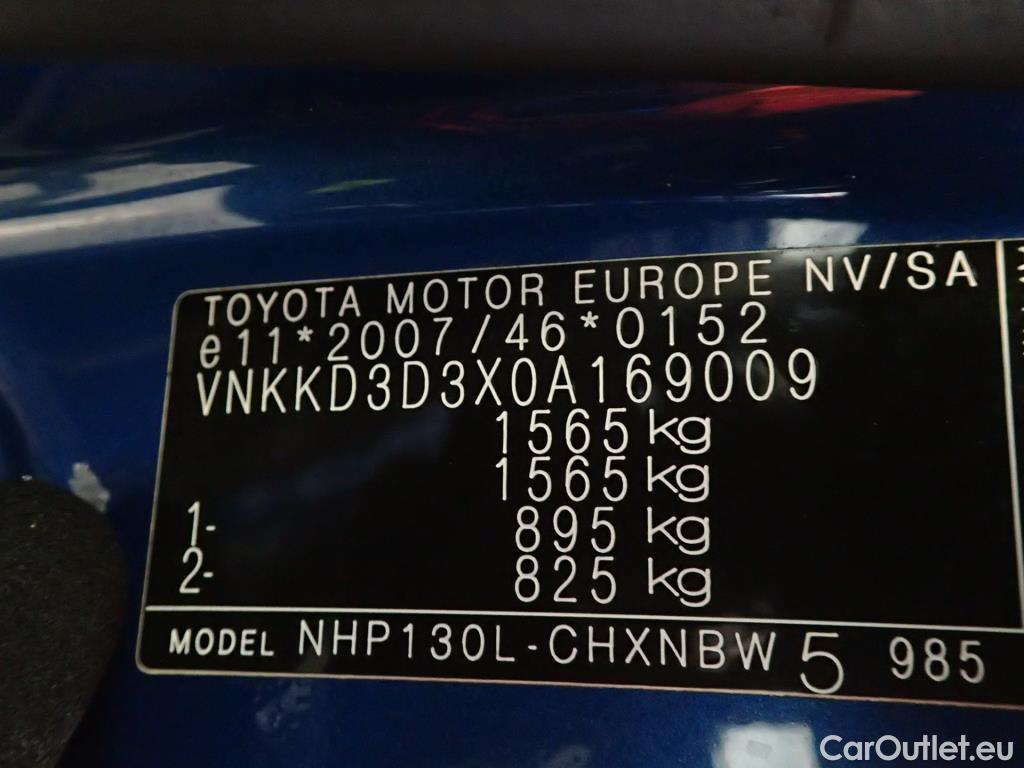 TOYOTA MOTOR EUROPE NV/SA
e11*2007/46*0152
VNKKD3D3X0A169009
1565 kg
1565 kg
1- 895 kg
2- 825 kg
MODEL NHP130L-CHXNBW 5 985
CarOutlet.eu